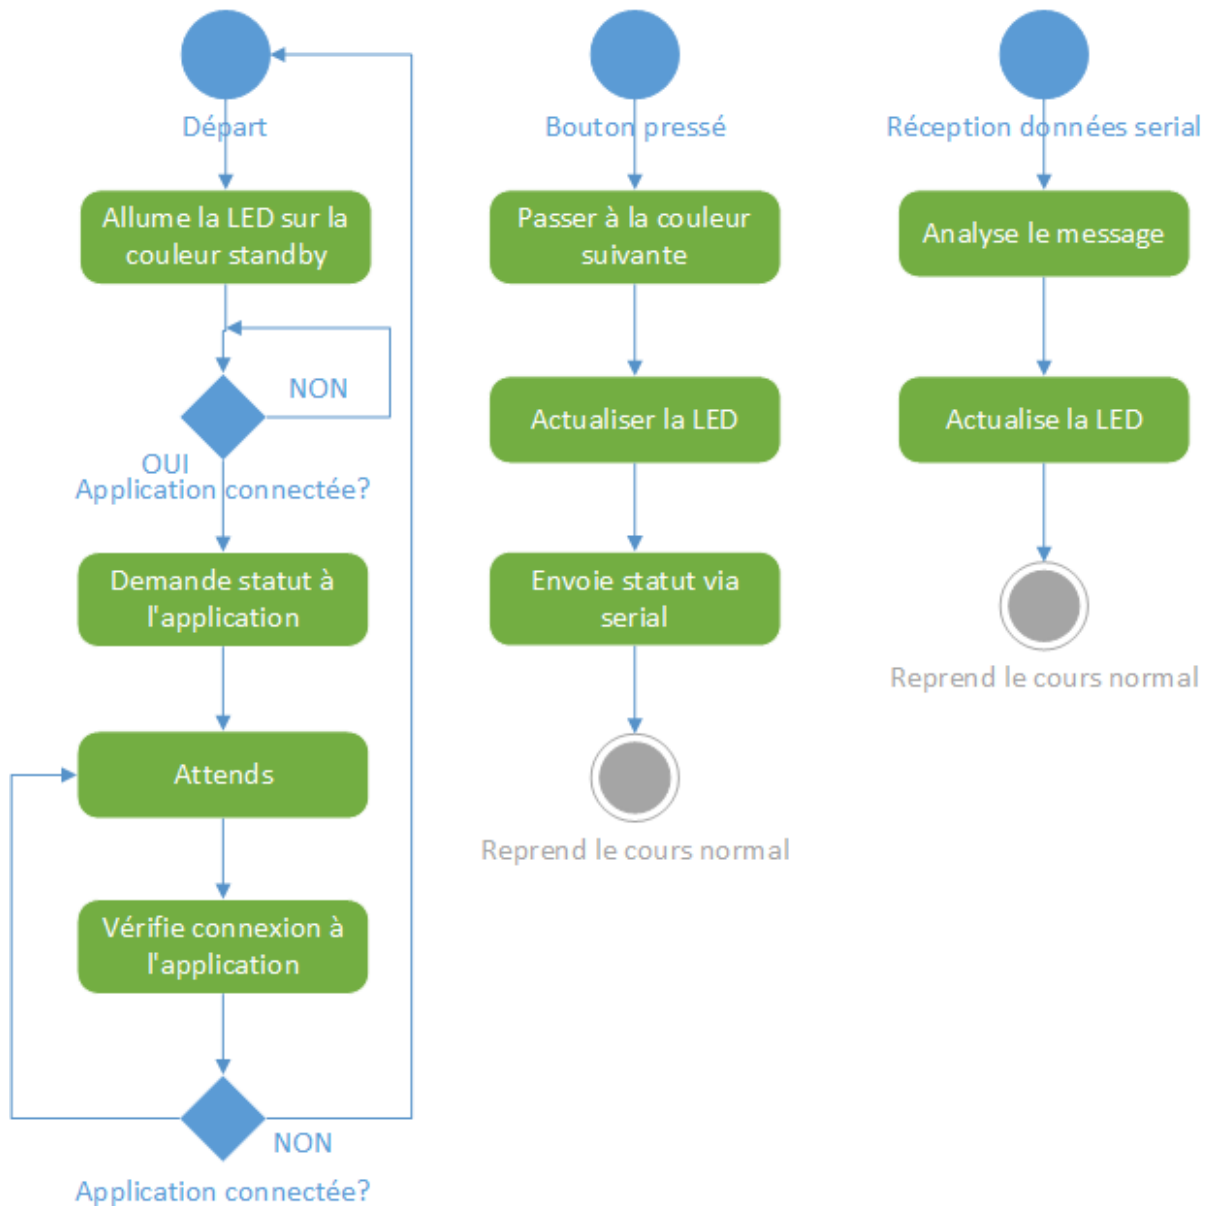 Départ
Allume la LED sur la
couleur standby
NON
OUI
Application connectée?
Demande statut à
l'application
Attends
Vérifie connexion à
l'application
NON
Application connectée?
Bouton pressé
Passer à la couleur
suivante
Actualiser la LED
Envoie statut via
serial
Reprend le cours normal
Réception données serial
Analyse le message
Actualise la LED
Reprend le cours normal